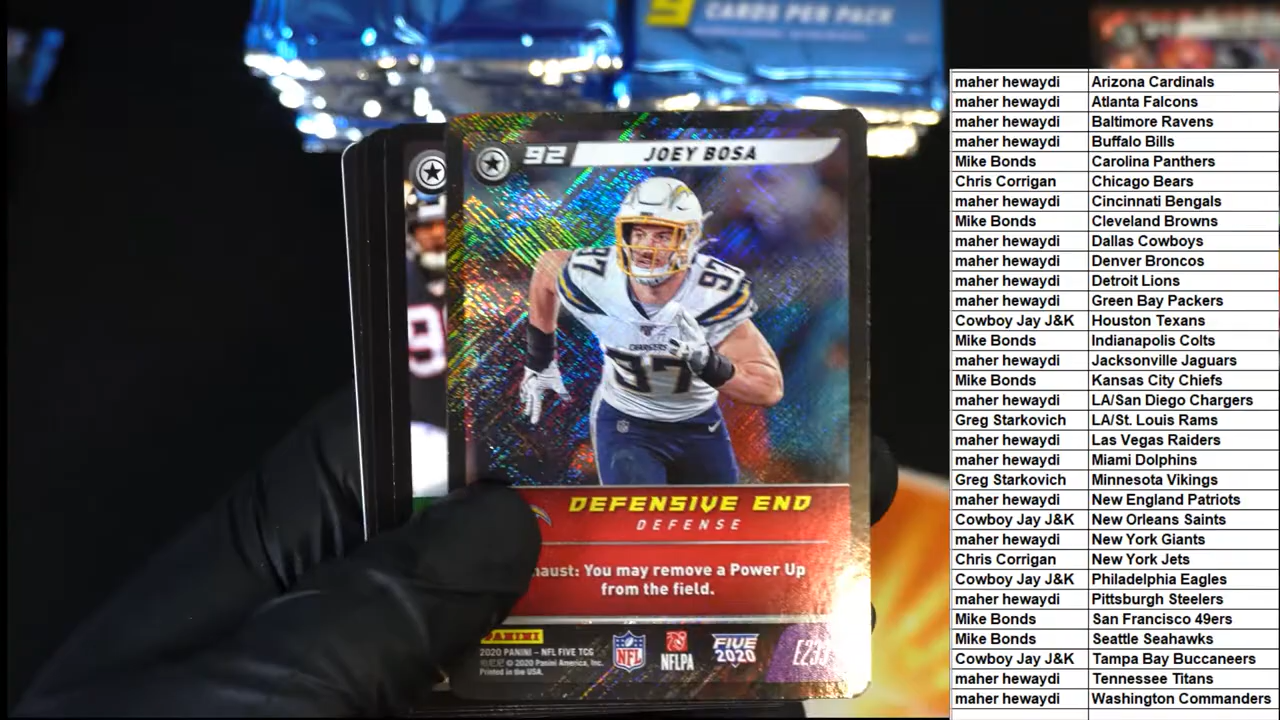 9 CARDS PER PACK
92 JOEY BOSA
97 97
CHARGERS
97
DEFENSIVE END
DEFENSE
haust: You may remove a Power Up
from the field.
PANINI
2020 PANINI - NFL FIVE TCG
© 2020 Panini America, Inc.
Printed in the USA.
NFL
NFLPA
FIVE
2020
maher hewaydi Arizona Cardinals
maher hewaydi Atlanta Falcons
maher hewaydi Baltimore Ravens
maher hewaydi Buffalo Bills
Mike Bonds Carolina Panthers
Chris Corrigan Chicago Bears
maher hewaydi Cincinnati Bengals
Mike Bonds Cleveland Browns
maher hewaydi Dallas Cowboys
maher hewaydi Denver Broncos
maher hewaydi Detroit Lions
maher hewaydi Green Bay Packers
Cowboy Jay J&K Houston Texans
Mike Bonds Indianapolis Colts
maher hewaydi Jacksonville Jaguars
Mike Bonds Kansas City Chiefs
maher hewaydi LA/San Diego Chargers
Greg Starkovich LA/St. Louis Rams
maher hewaydi Las Vegas Raiders
maher hewaydi Miami Dolphins
Greg Starkovich Minnesota Vikings
maher hewaydi New England Patriots
Cowboy Jay J&K New Orleans Saints
maher hewaydi New York Giants
Chris Corrigan New York Jets
Cowboy Jay J&K Philadelphia Eagles
maher hewaydi Pittsburgh Steelers
Mike Bonds San Francisco 49ers
Mike Bonds Seattle Seahawks
Cowboy Jay J&K Tampa Bay Buccaneers
maher hewaydi Tennessee Titans
maher hewaydi Washington Commanders